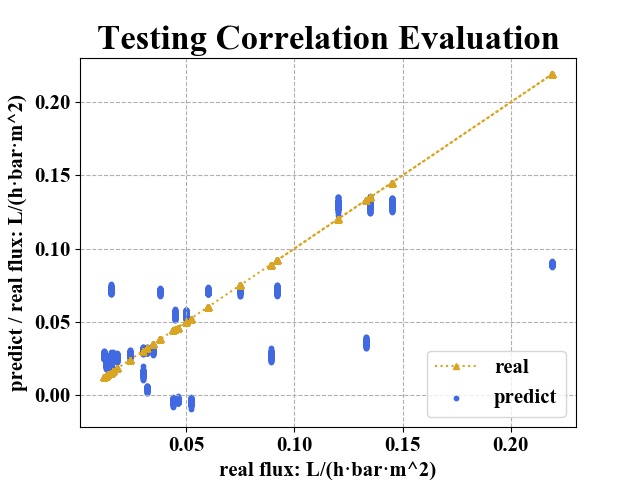 Testing Correlation Evaluation
predict / real flux: L/(h·bar·m^2)
0.20
0.15
0.10
0.05
0.00
real
predict
0.05
0.10
0.15
0.20
real flux: L/(h·bar·m^2)